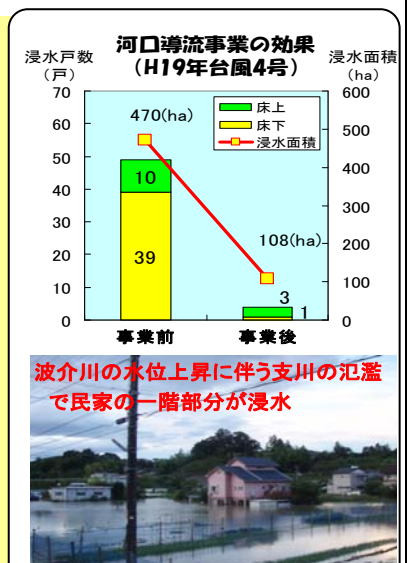 河口導流事業の効果
(H19年台風4号)
浸水戸数
(戸)
浸水面積
(ha)
70
60
50
40
30
20
10
0
600
500
400
300
200
100
0
床上
床下
浸水面積
470(ha)
108(ha)
10
39
3
1
事業前
事業後
波介川の水位上昇に伴う支川の氾濫
で民家の一階部分が浸水